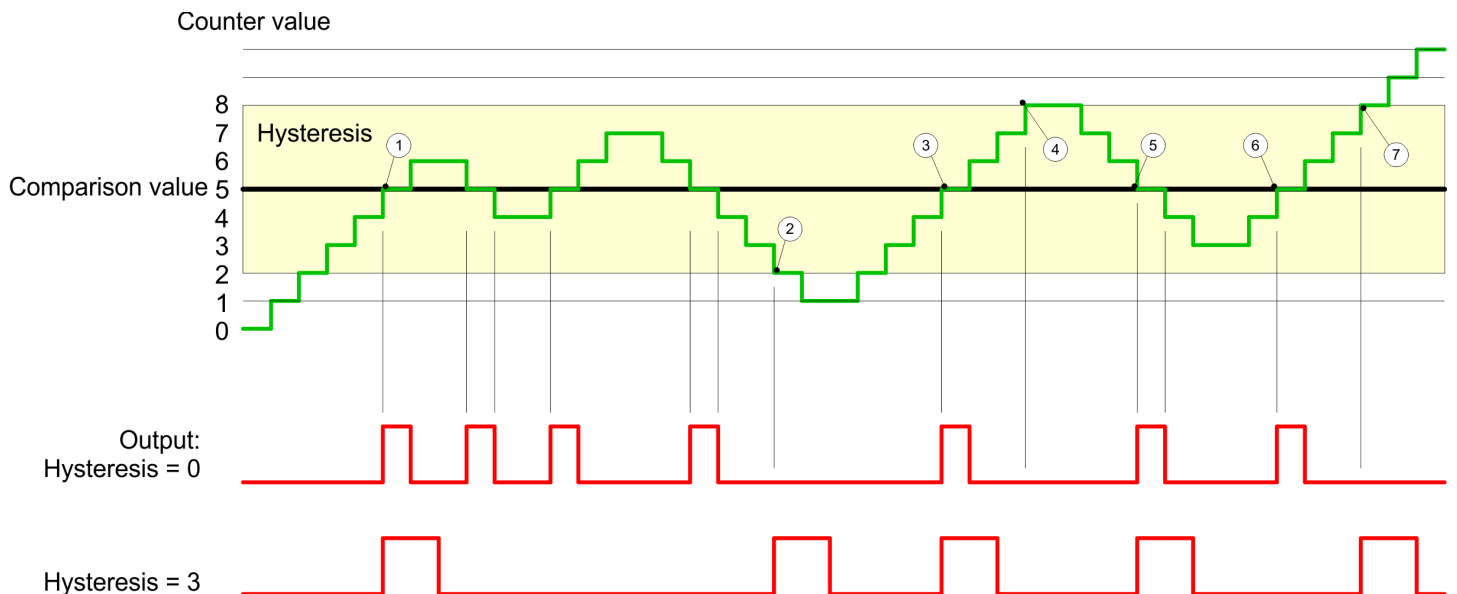 Counter value
8
7
Hysteresis
6
Comparison value 5
4
3
2
1
0
1
2
3
4
5
6
7
Output:
Hysteresis = 0
Hysteresis = 3